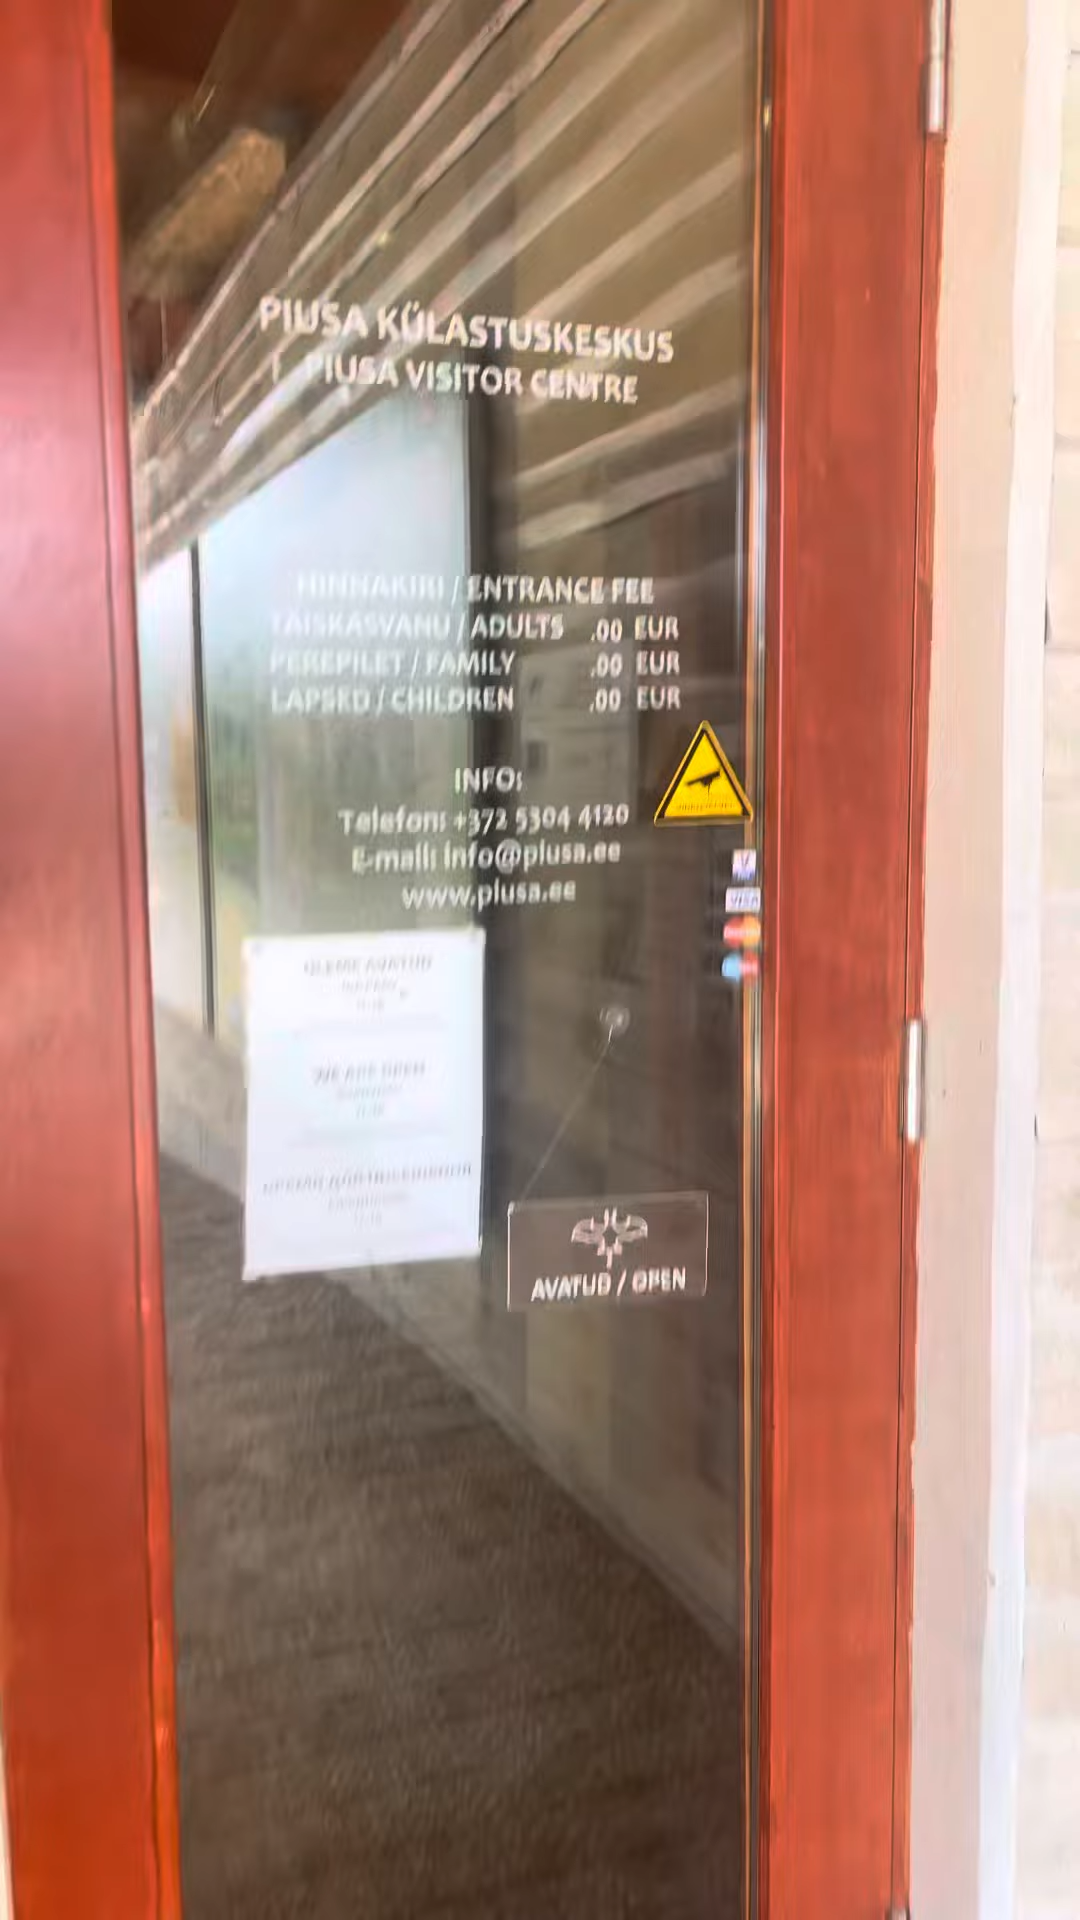 PIUSA KÜLASTUSKESKUS
PIUSA VISITOR CENTRE
HINNAKIRI / ENTRANCE FEE
TÄISKASVANU / ADULTS .00 EUR
PEREPILET / FAMILY .00 EUR
LAPSED / CHILDREN .00 EUR
INFO:
Telefon: +372 5304 4120
E-mail: info@piusa.ee
www.piusa.ee
VISA
OLEME AVATUD
WE ARE OPEN
AVATUD / OPEN